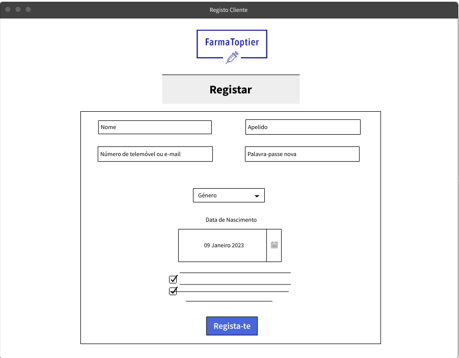 Registo Cliente
FarmaToptier
Registar
Nome
Apelido
Número de telemóvel ou e-mail
Palavra-passe nova
Género
Data de Nascimento
09 Janeiro 2023
Regista-te